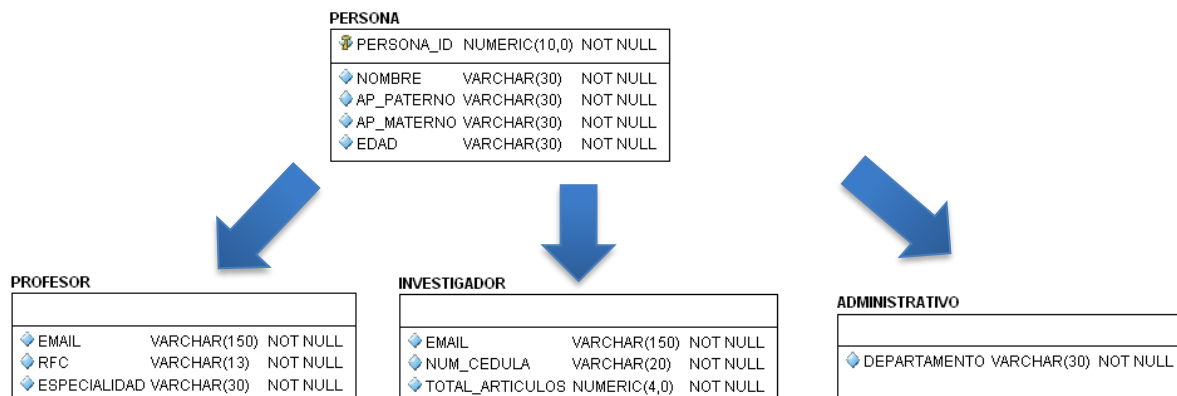 PERSONA
PERSONA_ID NUMERIC(10,0) NOT NULL
NOMBRE VARCHAR(30) NOT NULL
AP_PATERNO VARCHAR(30) NOT NULL
AP_MATERNO VARCHAR(30) NOT NULL
EDAD VARCHAR(30) NOT NULL
PROFESOR
EMAIL VARCHAR(150) NOT NULL
RFC VARCHAR(13) NOT NULL
ESPECIALIDAD VARCHAR(30) NOT NULL
INVESTIGADOR
EMAIL VARCHAR(150) NOT NULL
NUM_CEDULA VARCHAR(20) NOT NULL
TOTAL_ARTICULOS NUMERIC(4,0) NOT NULL
ADMINISTRATIVO
DEPARTAMENTO VARCHAR(30) NOT NULL